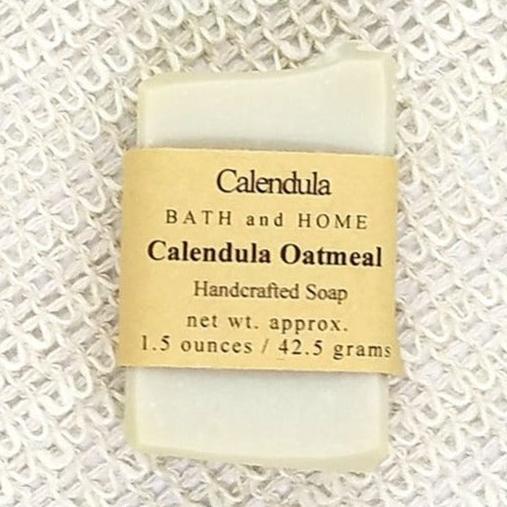 Calendula
BATH and HOME
Calendula Oatmeal
Handcrafted Soap
net wt. approx.
1.5 ounces / 42.5 grams